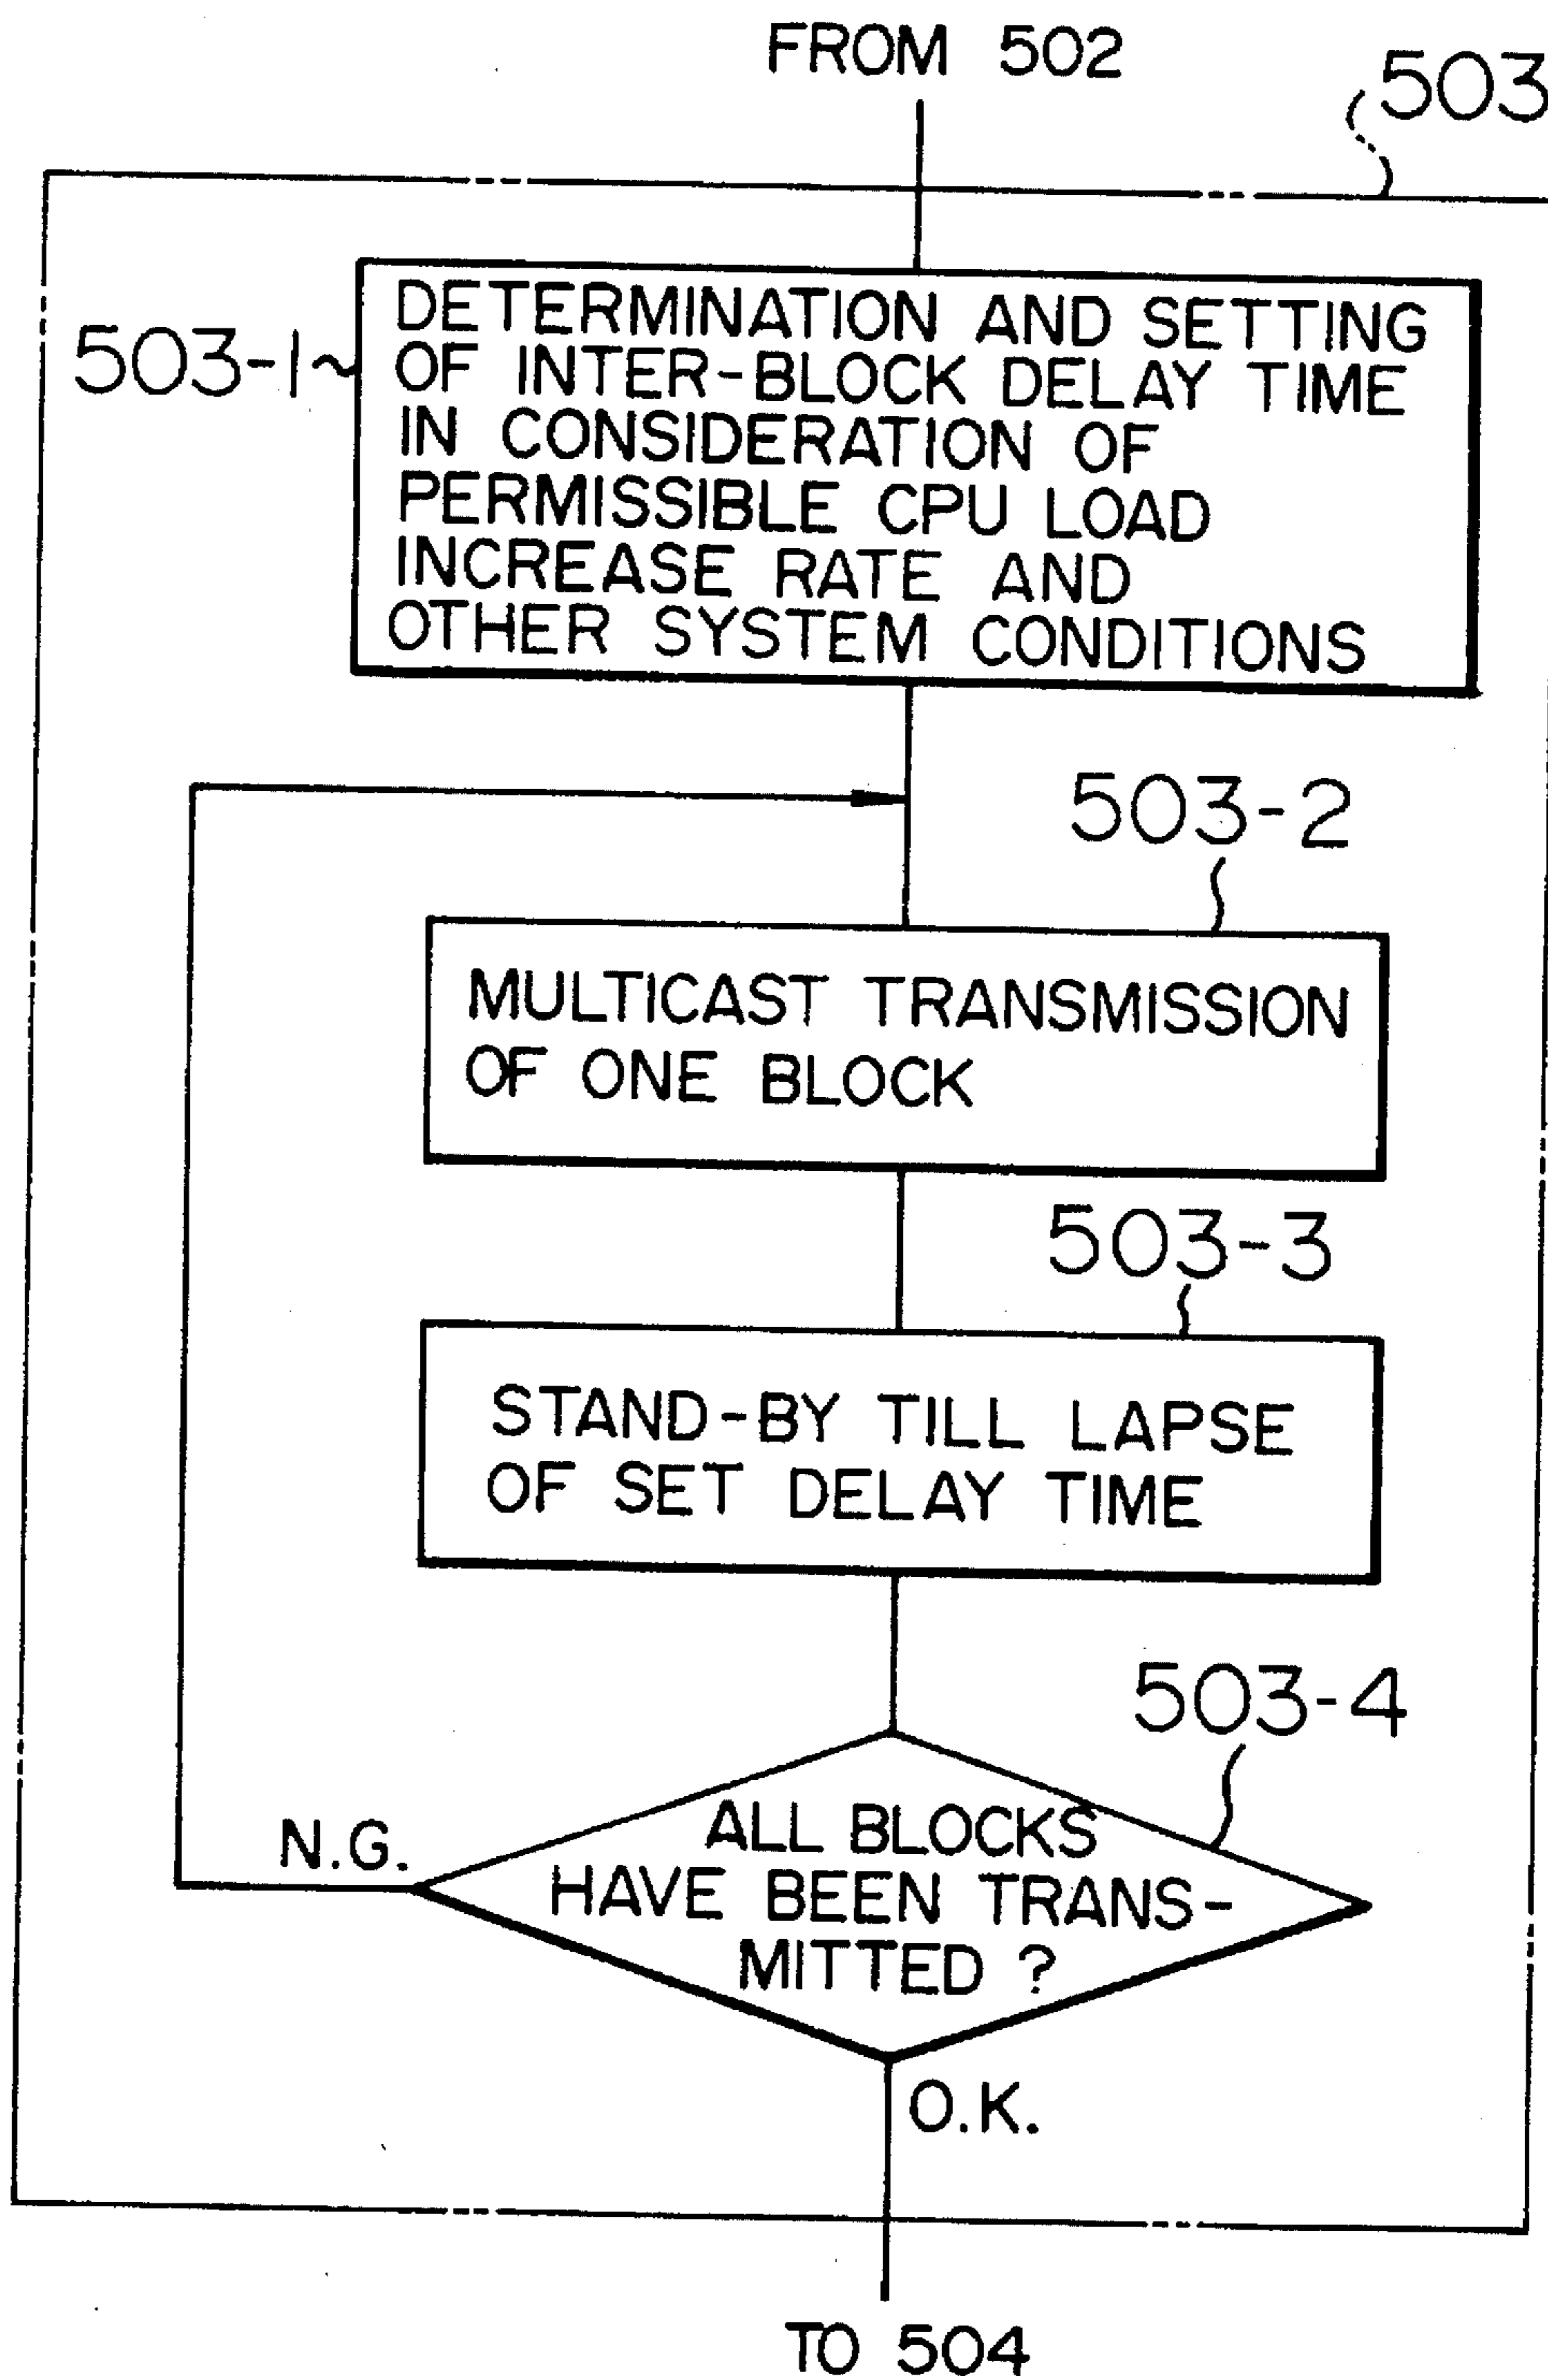 FROM 502
503
503-1
DETERMINATION AND SETTING
OF INTER-BLOCK DELAY TIME
IN CONSIDERATION OF
PERMISSIBLE CPU LOAD
INCREASE RATE AND
OTHER SYSTEM CONDITIONS
503-2
MULTICAST TRANSMISSION
OF ONE BLOCK
503-3
STAND-BY TILL LAPSE
OF SET DELAY TIME
503-4
ALL BLOCKS
HAVE BEEN TRANS-
MITTED ?
N.G.
O.K.
TO 504